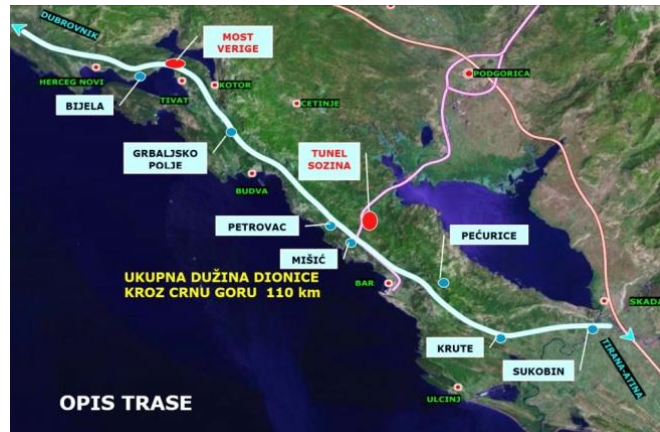 DUBROVNIK
MOST
VERIGE
HERCEG NOVI
BIJELA
TIVAT
KOTOR
PODGORICA
CETINJE
GRBALJSKO
POLJE
TUNEL
SOZINA
BUDVA
PETROVAC
MIŠIĆ
PEĆURICE
UKUPNA DUŽINA DIONICE
KROZ CRNU GORU 110 km
BAR
SKADA
KRUTE
SUKOBIN
TIRANA-ATINA
ULCINJ
OPIS TRASE